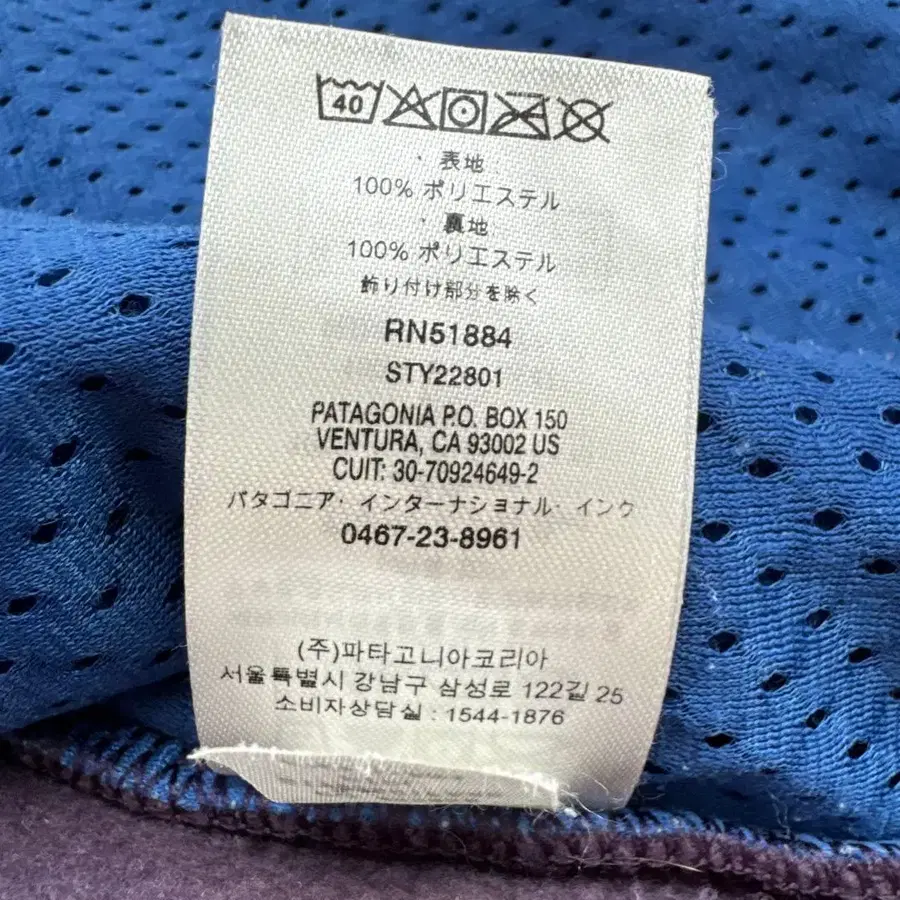 40
・表地:
100% ポリエステル
・裏地
100% ポリエステル
飾り付け部分を除く
RN51884
STY22801
PATAGONIA P.O. BOX 150
VENTURA, CA 93002 US
CUIT: 30-70924649-2
パタゴニア・インターナショナル・インク
0467-23-8961
(주)파타고니아코리아
서울특별시 강남구 삼성로 122길 25
소비자상담실 : 1544-1876